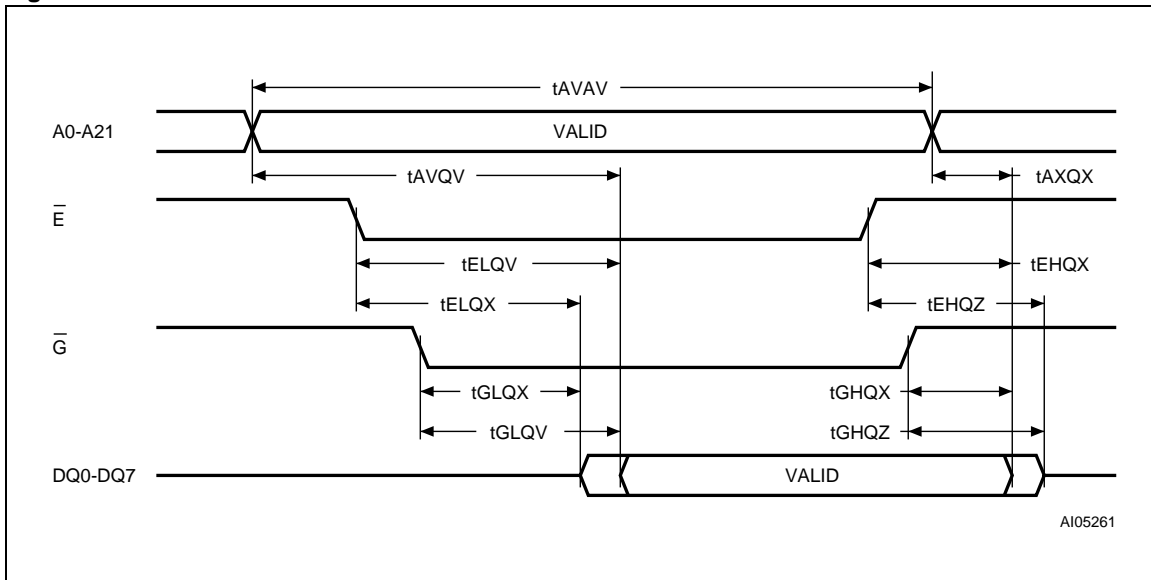 tAVAV
A0-A21
VALID
tAVQV
tAXQX
E̅
tELQV
tEHQX
tELQX
tEHQZ
G̅
tGLQX
tGHQX
tGLQV
tGHQZ
DQ0-DQ7
VALID
AI05261